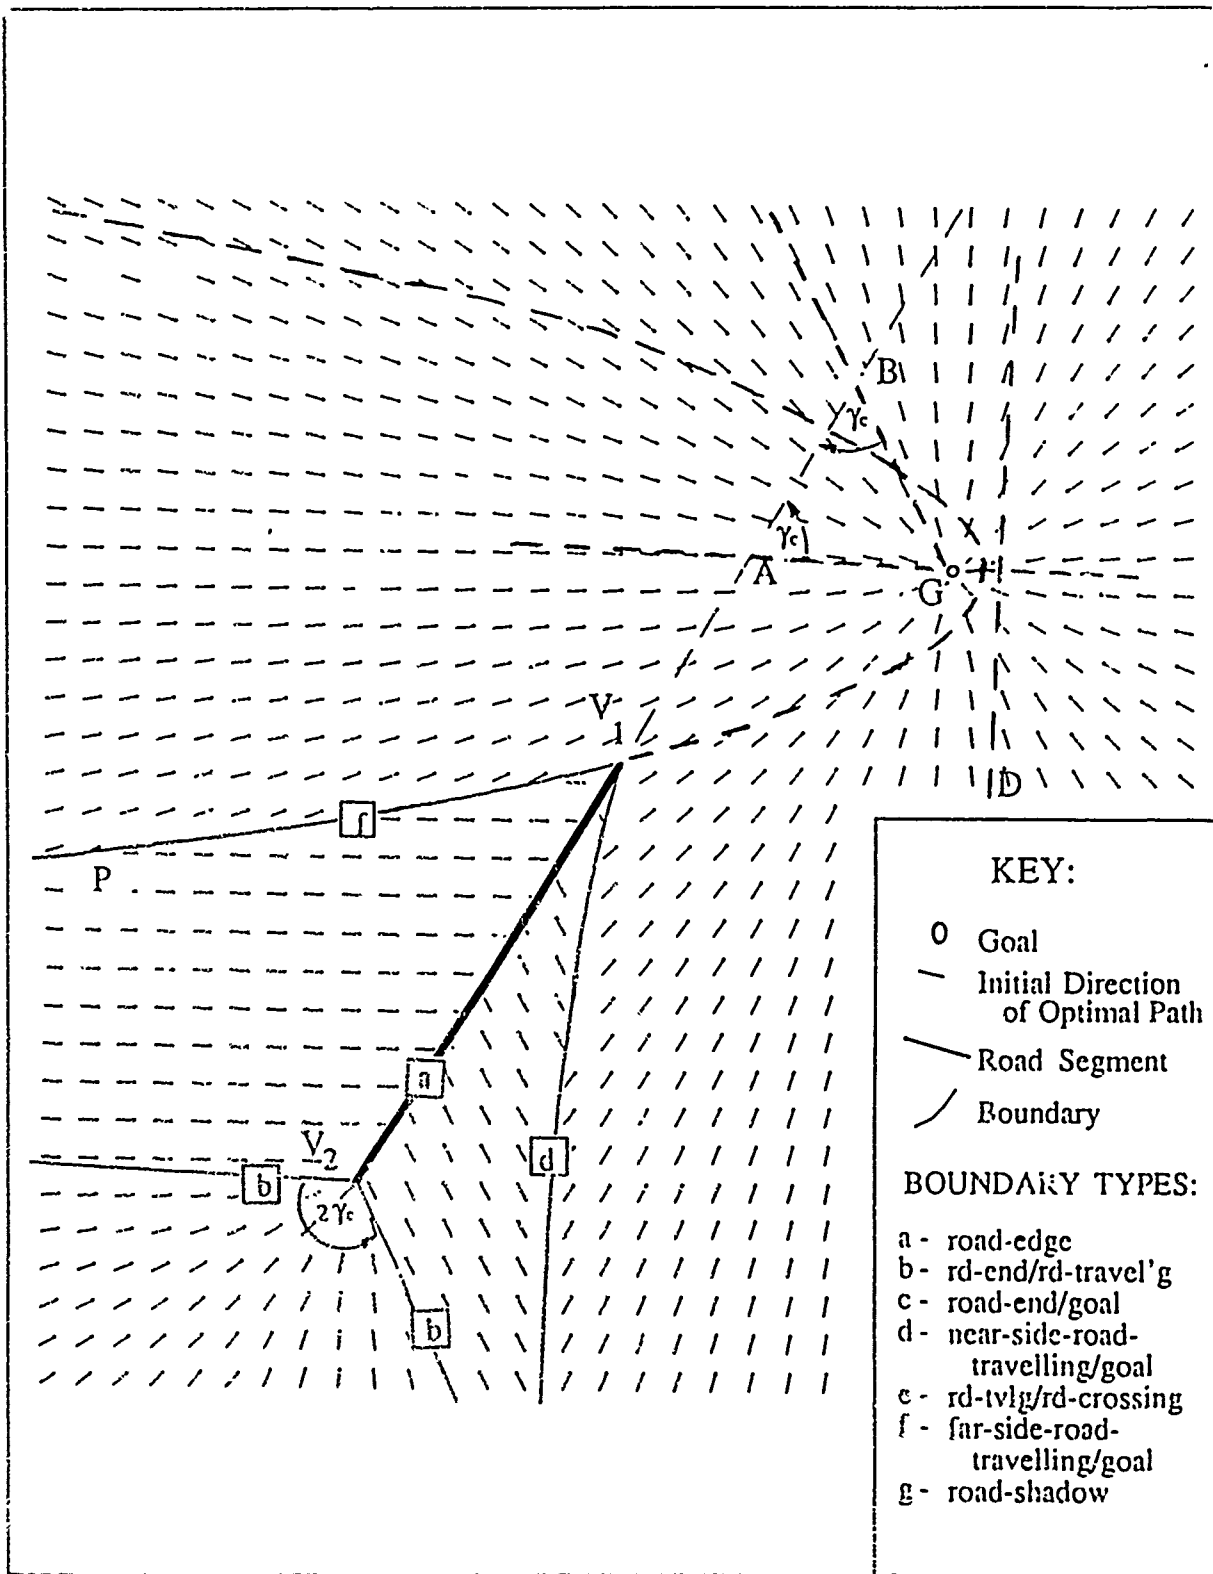 B
γc
γc
A
G
V1
D
f
P
a
V2
b
2γc
d
b
KEY:
Goal
Initial Direction
of Optimal Path
Road Segment
Boundary
BOUNDARY TYPES:
a - road-edge
b - rd-end/rd-travel'g
c - road-end/goal
d - near-side-road-
travelling/goal
e - rd-tvlg/rd-crossing
f - far-side-road-
travelling/goal
g - road-shadow